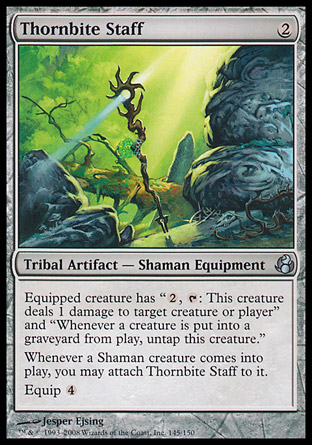 Thornbite Staff 2
Tribal Artifact — Shaman Equipment
Equipped creature has “2, T: This creature
deals 1 damage to target creature or player”
and “Whenever a creature is put into a
graveyard from play, untap this creature.”
Whenever a Shaman creature comes into
play, you may attach Thornbite Staff to it.
Equip 4
Jesper Ejsing
™ & © 1993-2008 Wizards of the Coast, Inc. 145/150